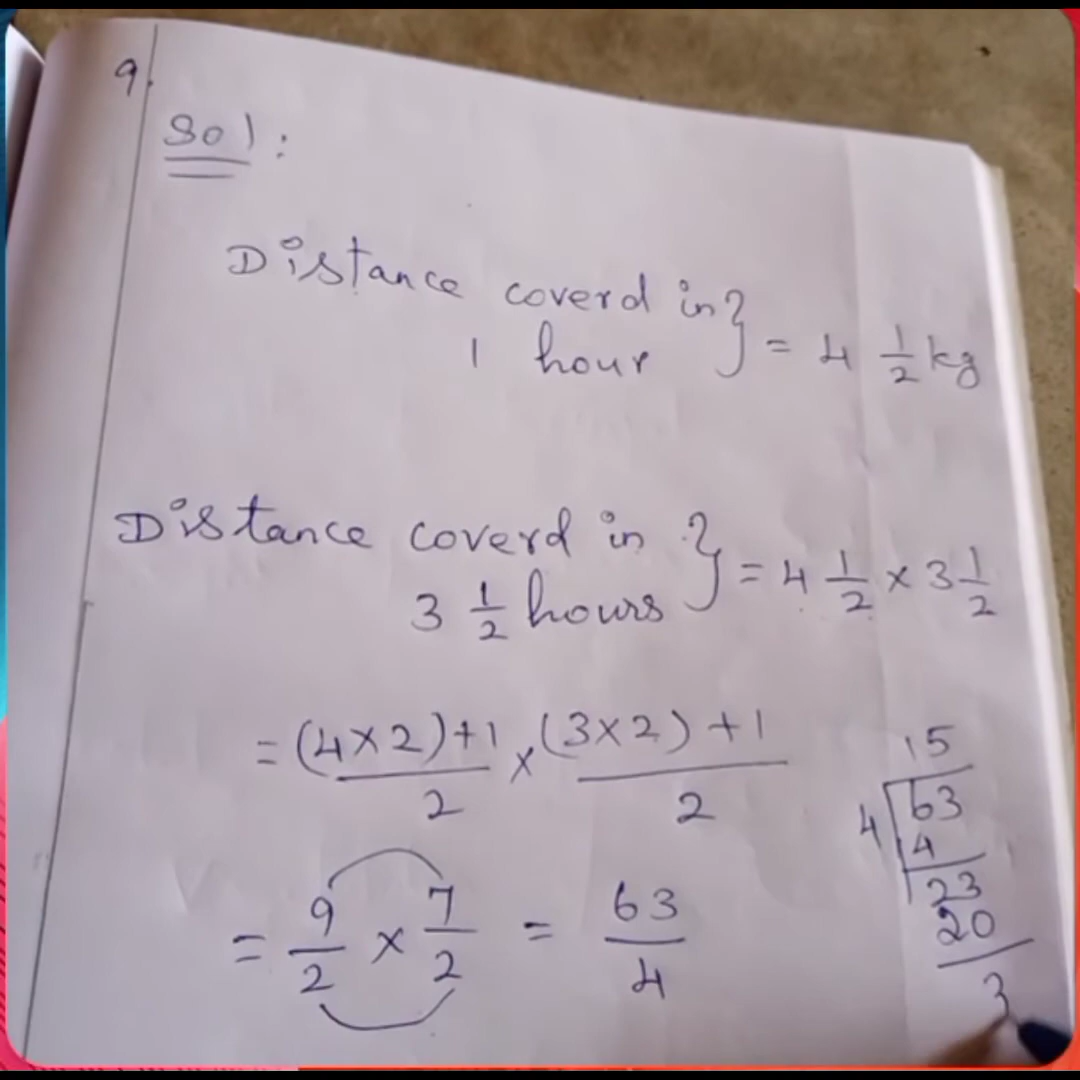 9.
Sol:
Distance coverd in } = 4 1/2 kg
1 hour
Distance coverd in } = 4 1/2 × 3 1/2
3 1/2 hours
= (4×2)+1/2 × (3×2)+1/2
= 9/2 × 7/2 = 63/4
15
4 63
4
23
20
3